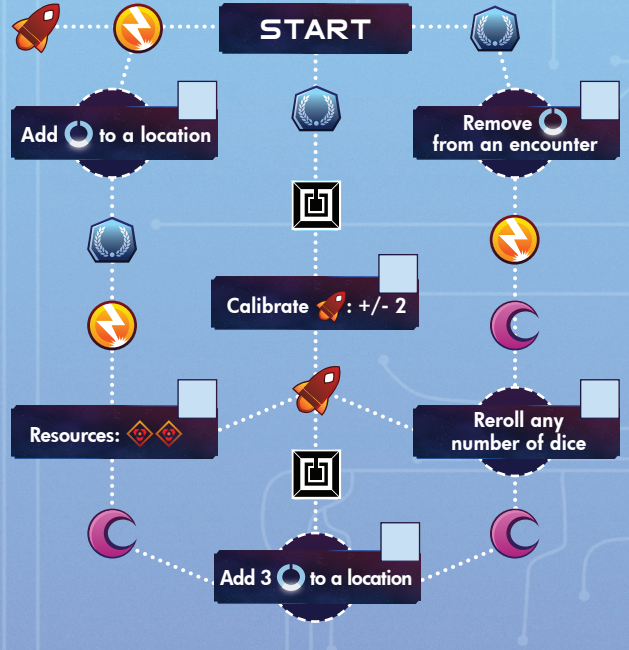 START
Add to a location
Remove
from an encounter
Calibrate : +/- 2
Resources:
Reroll any
number of dice
Add 3 to a location